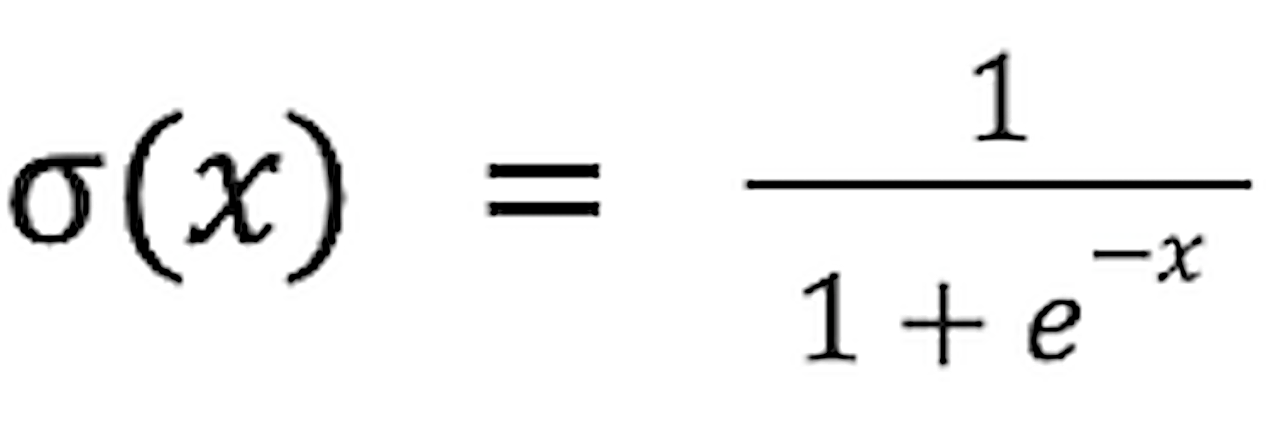 σ(x) = 1 / (1 + e^{-x})